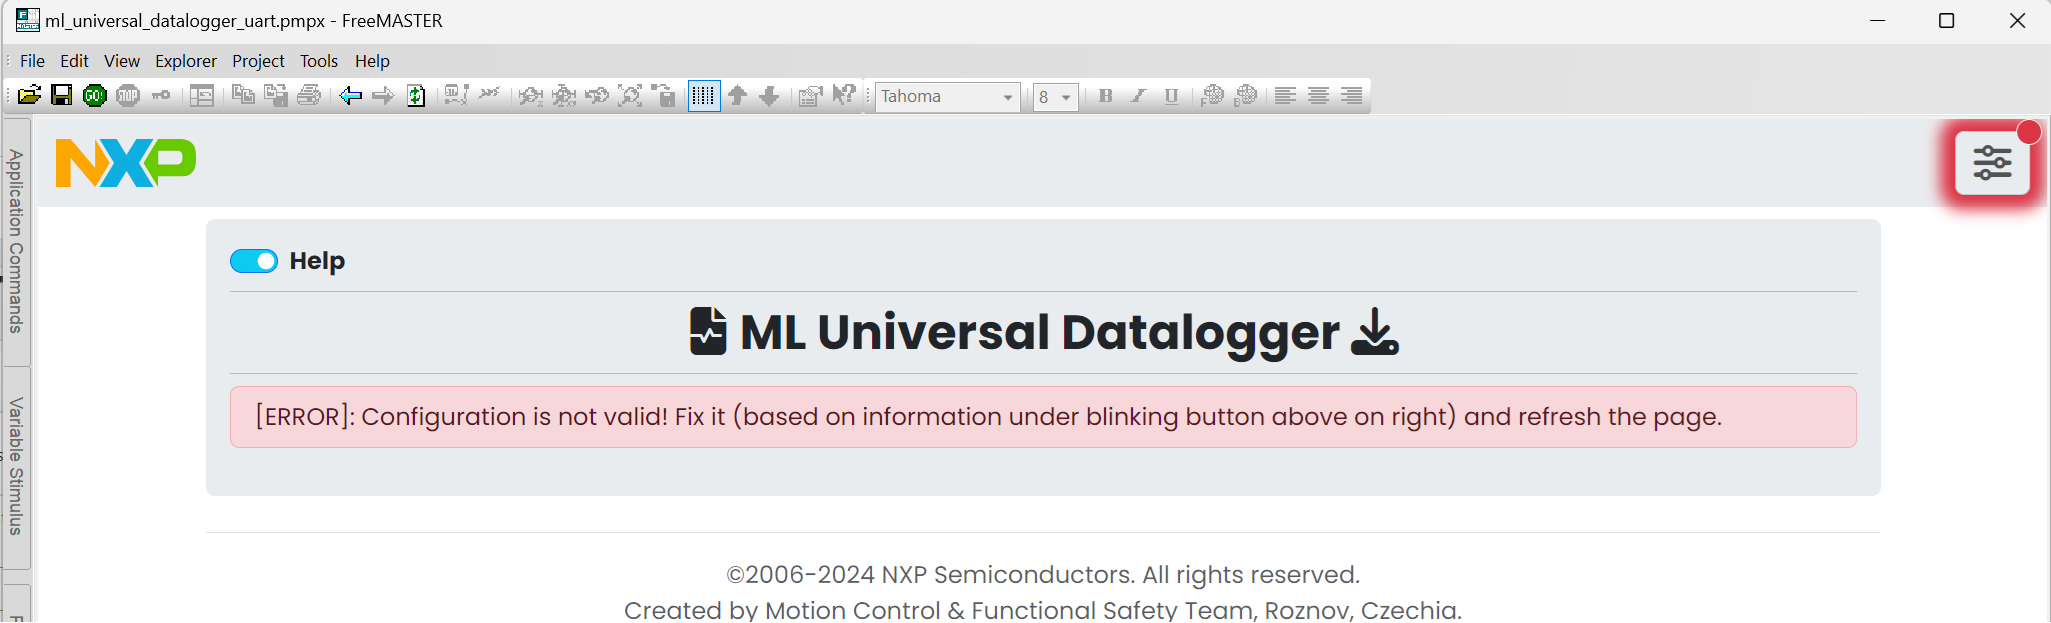 ml_universal_datalogger_uart.pmpx - FreeMASTER
File Edit View Explorer Project Tools Help
GO! STOP Tahoma 8 B I U
NXP
Application Commands
Variable Stimulus
Help
ML Universal Datalogger
[ERROR]: Configuration is not valid! Fix it (based on information under blinking button above on right) and refresh the page.
©2006-2024 NXP Semiconductors. All rights reserved.
Created by Motion Control & Functional Safety Team, Roznov, Czechia.